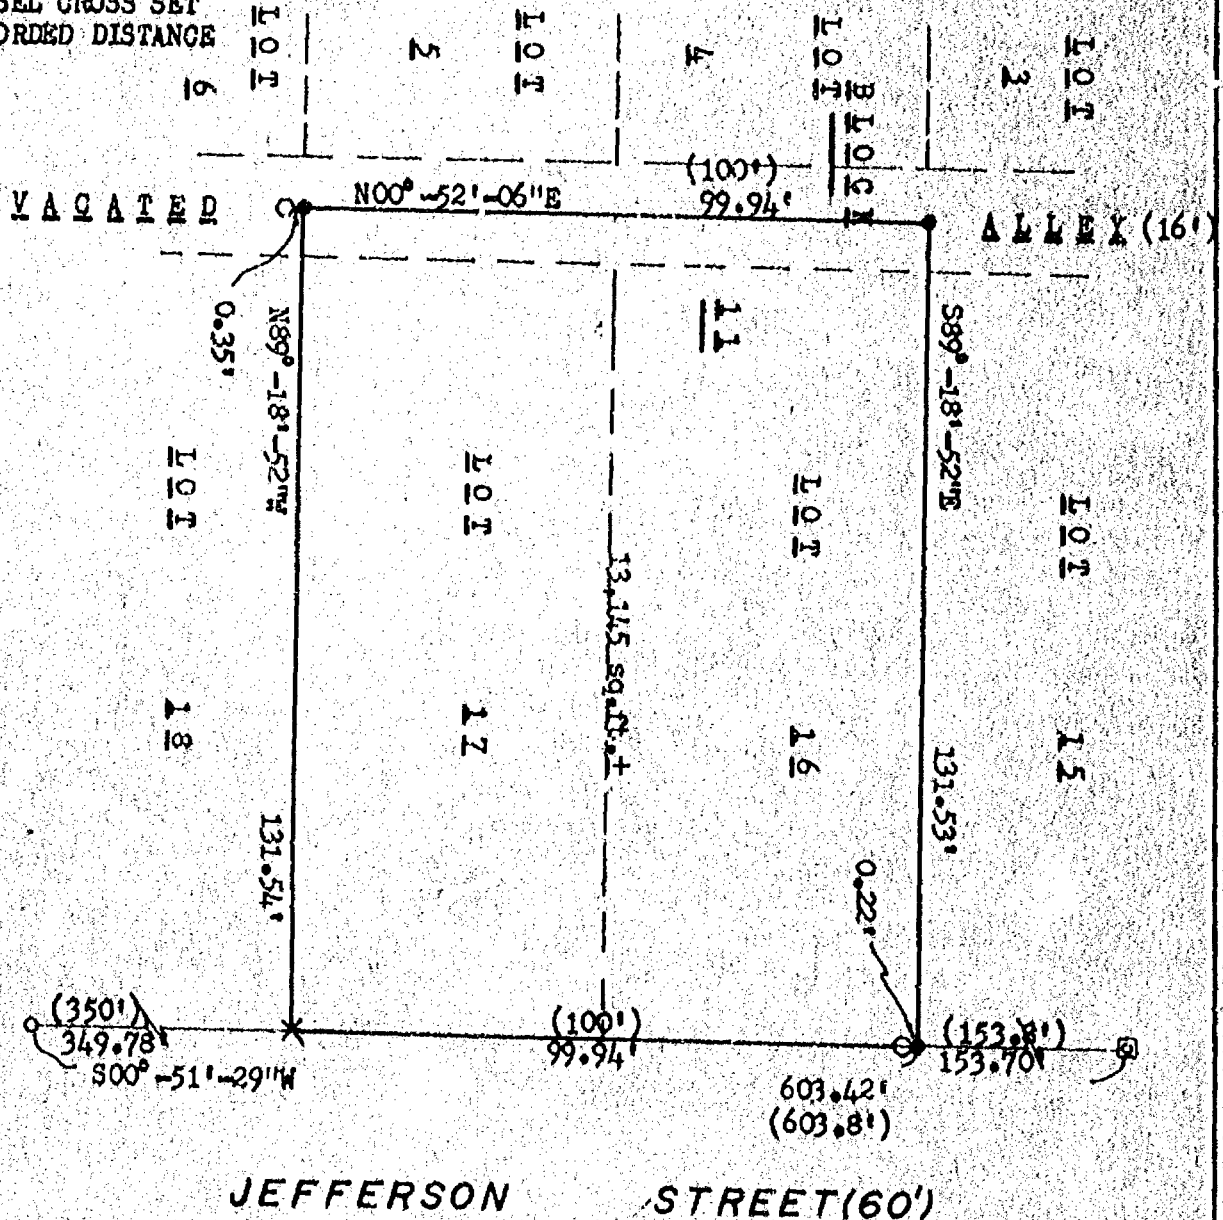 SEL CROSS SET
ORDED DISTANCE
LOT
6
LOT
5
LOT
4
LOT
3
BLOCK
11
VACATED
ALLEY (16')
N00°-52'-06"E
(100')
99.94'
0.35'
N89°-18'-52"W
131.54'
S89°-18'-52"E
131.53'
LOT
18
LOT
17
13,145 sq.ft.±
LOT
16
LOT
15
0.22'
(350')
349.78'
S00°-51'-29"W
(100')
99.94'
(153.8')
153.70'
603.42'
(603.8')
JEFFERSON STREET(60')